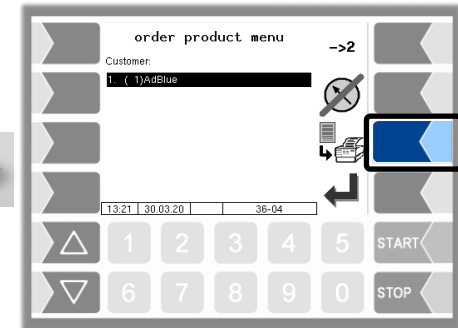 order product menu
->2
Customer:
1. ( 1)AdBlue
13:21 30.03.20 36-04
1 2 3 4 5 START
6 7 8 9 0 STOP